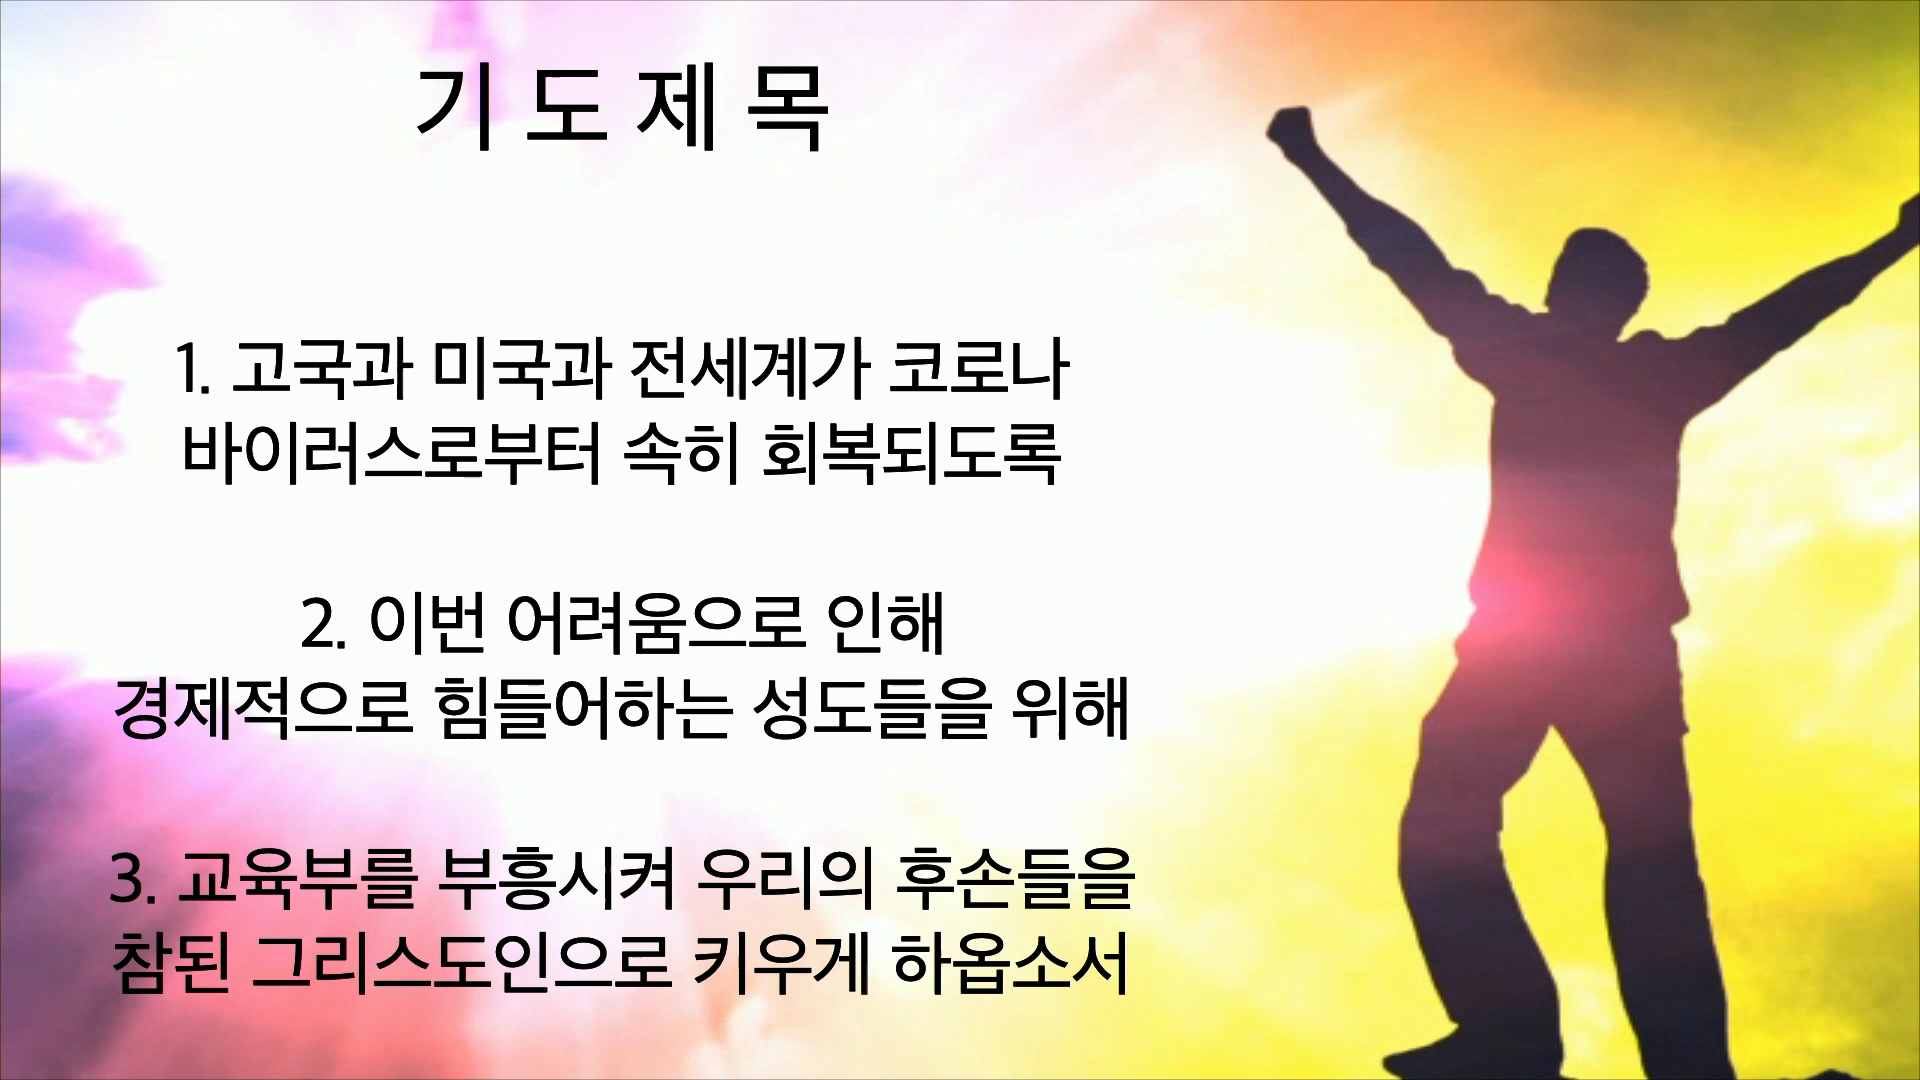 기 도 제 목
1. 고국과 미국과 전세계가 코로나
바이러스로부터 속히 회복되도록
2. 이번 어려움으로 인해
경제적으로 힘들어하는 성도들을 위해
3. 교육부를 부흥시켜 우리의 후손들을
참된 그리스도인으로 키우게 하옵소서